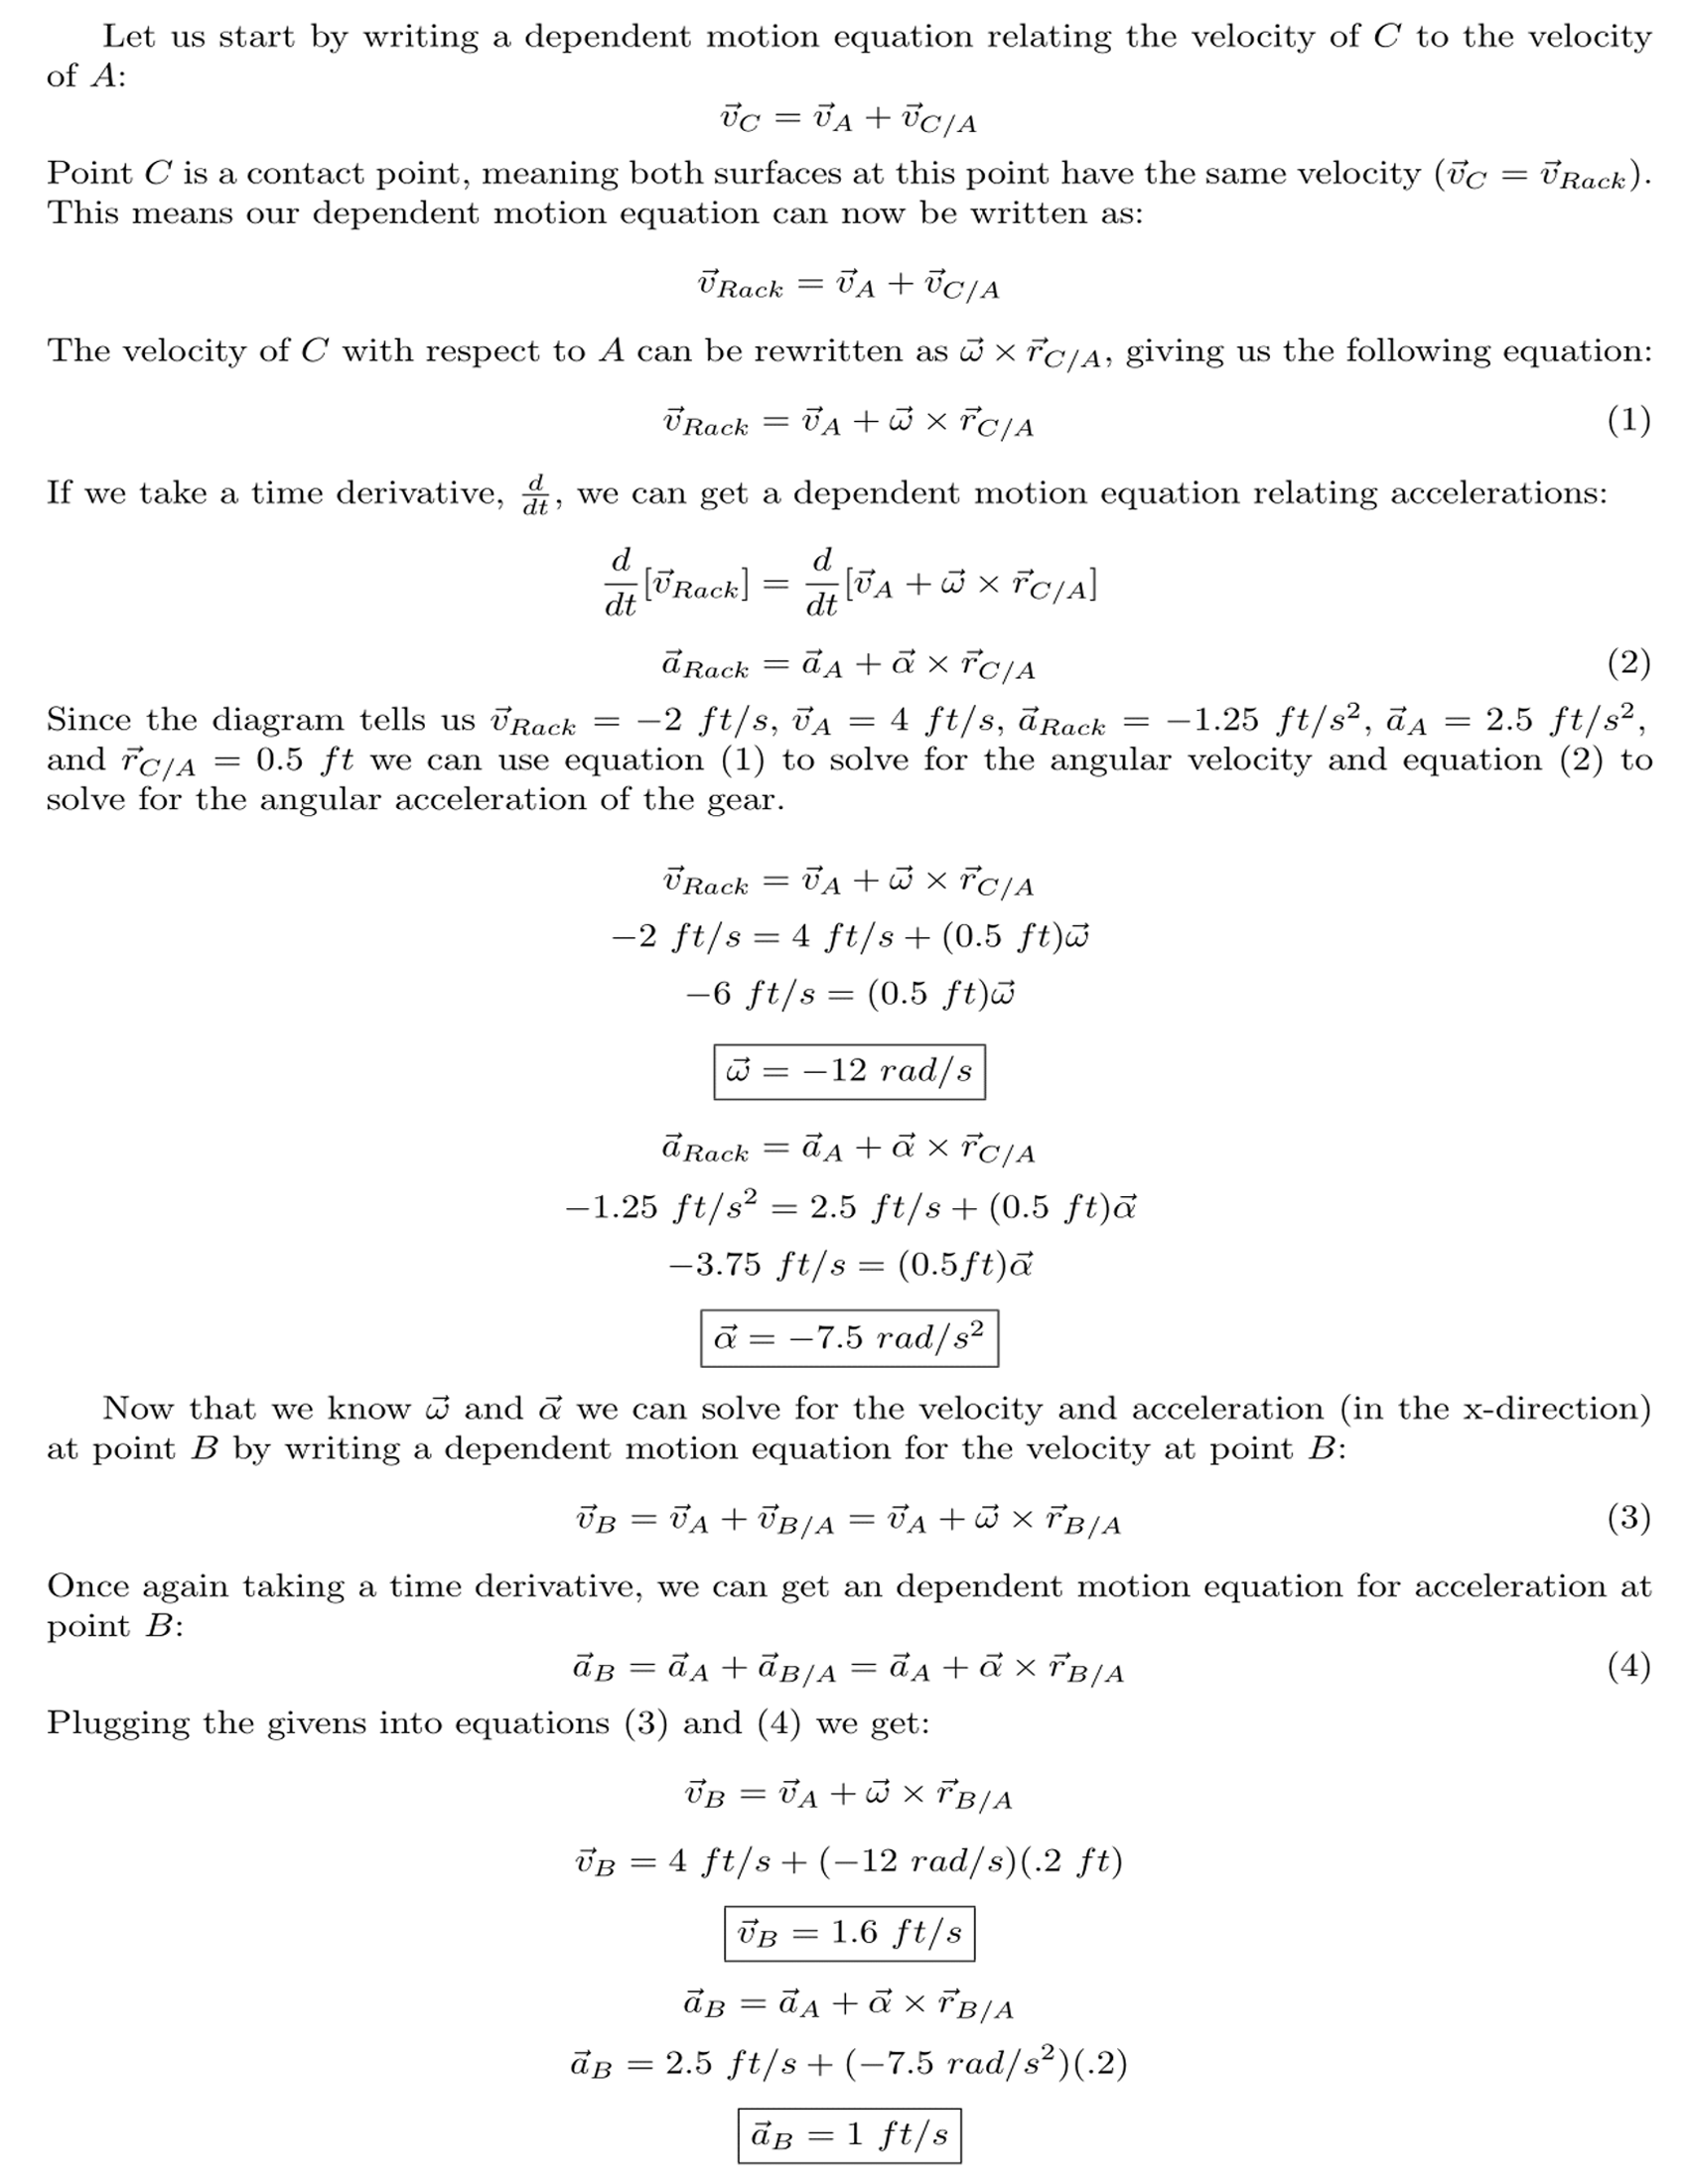 Let us start by writing a dependent motion equation relating the velocity of C to the velocity
of A:
$\vec{v}_C = \vec{v}_A + \vec{v}_{C/A}$
Point C is a contact point, meaning both surfaces at this point have the same velocity ($\vec{v}_C = \vec{v}_{Rack}$).
This means our dependent motion equation can now be written as:
$\vec{v}_{Rack} = \vec{v}_A + \vec{v}_{C/A}$
The velocity of C with respect to A can be rewritten as $\vec{\omega} \times \vec{r}_{C/A}$, giving us the following equation:
$\vec{v}_{Rack} = \vec{v}_A + \vec{\omega} \times \vec{r}_{C/A}$ (1)
If we take a time derivative, $\frac{d}{dt}$, we can get a dependent motion equation relating accelerations:
$\frac{d}{dt}[\vec{v}_{Rack}] = \frac{d}{dt}[\vec{v}_A + \vec{\omega} \times \vec{r}_{C/A}]$
$\vec{a}_{Rack} = \vec{a}_A + \vec{\alpha} \times \vec{r}_{C/A}$ (2)
Since the diagram tells us $\vec{v}_{Rack} = -2\ ft/s$, $\vec{v}_A = 4\ ft/s$, $\vec{a}_{Rack} = -1.25\ ft/s^2$, $\vec{a}_A = 2.5\ ft/s^2$,
and $\vec{r}_{C/A} = 0.5\ ft$ we can use equation (1) to solve for the angular velocity and equation (2) to
solve for the angular acceleration of the gear.
$\vec{v}_{Rack} = \vec{v}_A + \vec{\omega} \times \vec{r}_{C/A}$
$-2\ ft/s = 4\ ft/s + (0.5\ ft)\vec{\omega}$
$-6\ ft/s = (0.5\ ft)\vec{\omega}$
$\vec{\omega} = -12\ rad/s$
$\vec{a}_{Rack} = \vec{a}_A + \vec{\alpha} \times \vec{r}_{C/A}$
$-1.25\ ft/s^2 = 2.5\ ft/s + (0.5\ ft)\vec{\alpha}$
$-3.75\ ft/s = (0.5ft)\vec{\alpha}$
$\vec{\alpha} = -7.5\ rad/s^2$
Now that we know $\vec{\omega}$ and $\vec{\alpha}$ we can solve for the velocity and acceleration (in the x-direction)
at point B by writing a dependent motion equation for the velocity at point B:
$\vec{v}_B = \vec{v}_A + \vec{v}_{B/A} = \vec{v}_A + \vec{\omega} \times \vec{r}_{B/A}$ (3)
Once again taking a time derivative, we can get an dependent motion equation for acceleration at
point B:
$\vec{a}_B = \vec{a}_A + \vec{a}_{B/A} = \vec{a}_A + \vec{\alpha} \times \vec{r}_{B/A}$ (4)
Plugging the givens into equations (3) and (4) we get:
$\vec{v}_B = \vec{v}_A + \vec{\omega} \times \vec{r}_{B/A}$
$\vec{v}_B = 4\ ft/s + (-12\ rad/s)(.2\ ft)$
$\vec{v}_B = 1.6\ ft/s$
$\vec{a}_B = \vec{a}_A + \vec{\alpha} \times \vec{r}_{B/A}$
$\vec{a}_B = 2.5\ ft/s + (-7.5\ rad/s^2)(.2)$
$\vec{a}_B = 1\ ft/s$